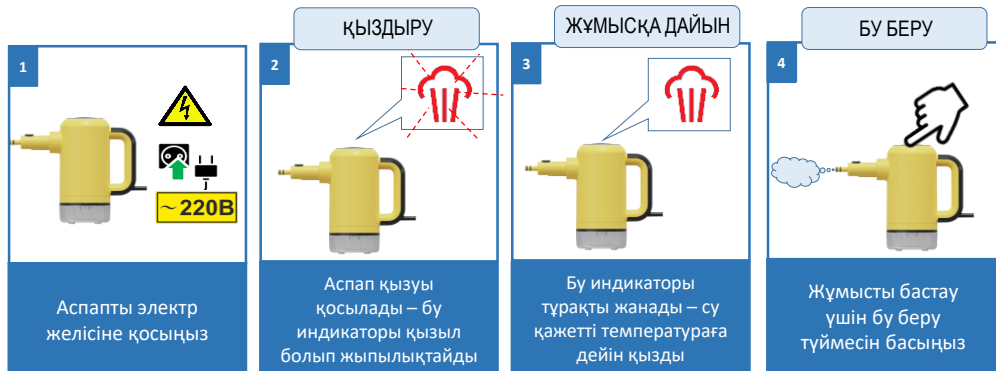 1
~220В
Аспапты электр
желісіне қосыңыз
ҚЫЗДЫРУ
2
Аспап қызуы
қосылады – бу
индикаторы қызыл
болып жыпылықтайды
ЖҰМЫСҚА ДАЙЫН
3
Бу индикаторы
тұрақты жанады – су
қажетті температураға
дейін қызды
БУ БЕРУ
4
Жұмысты бастау
үшін бу беру
түймесін басыңыз